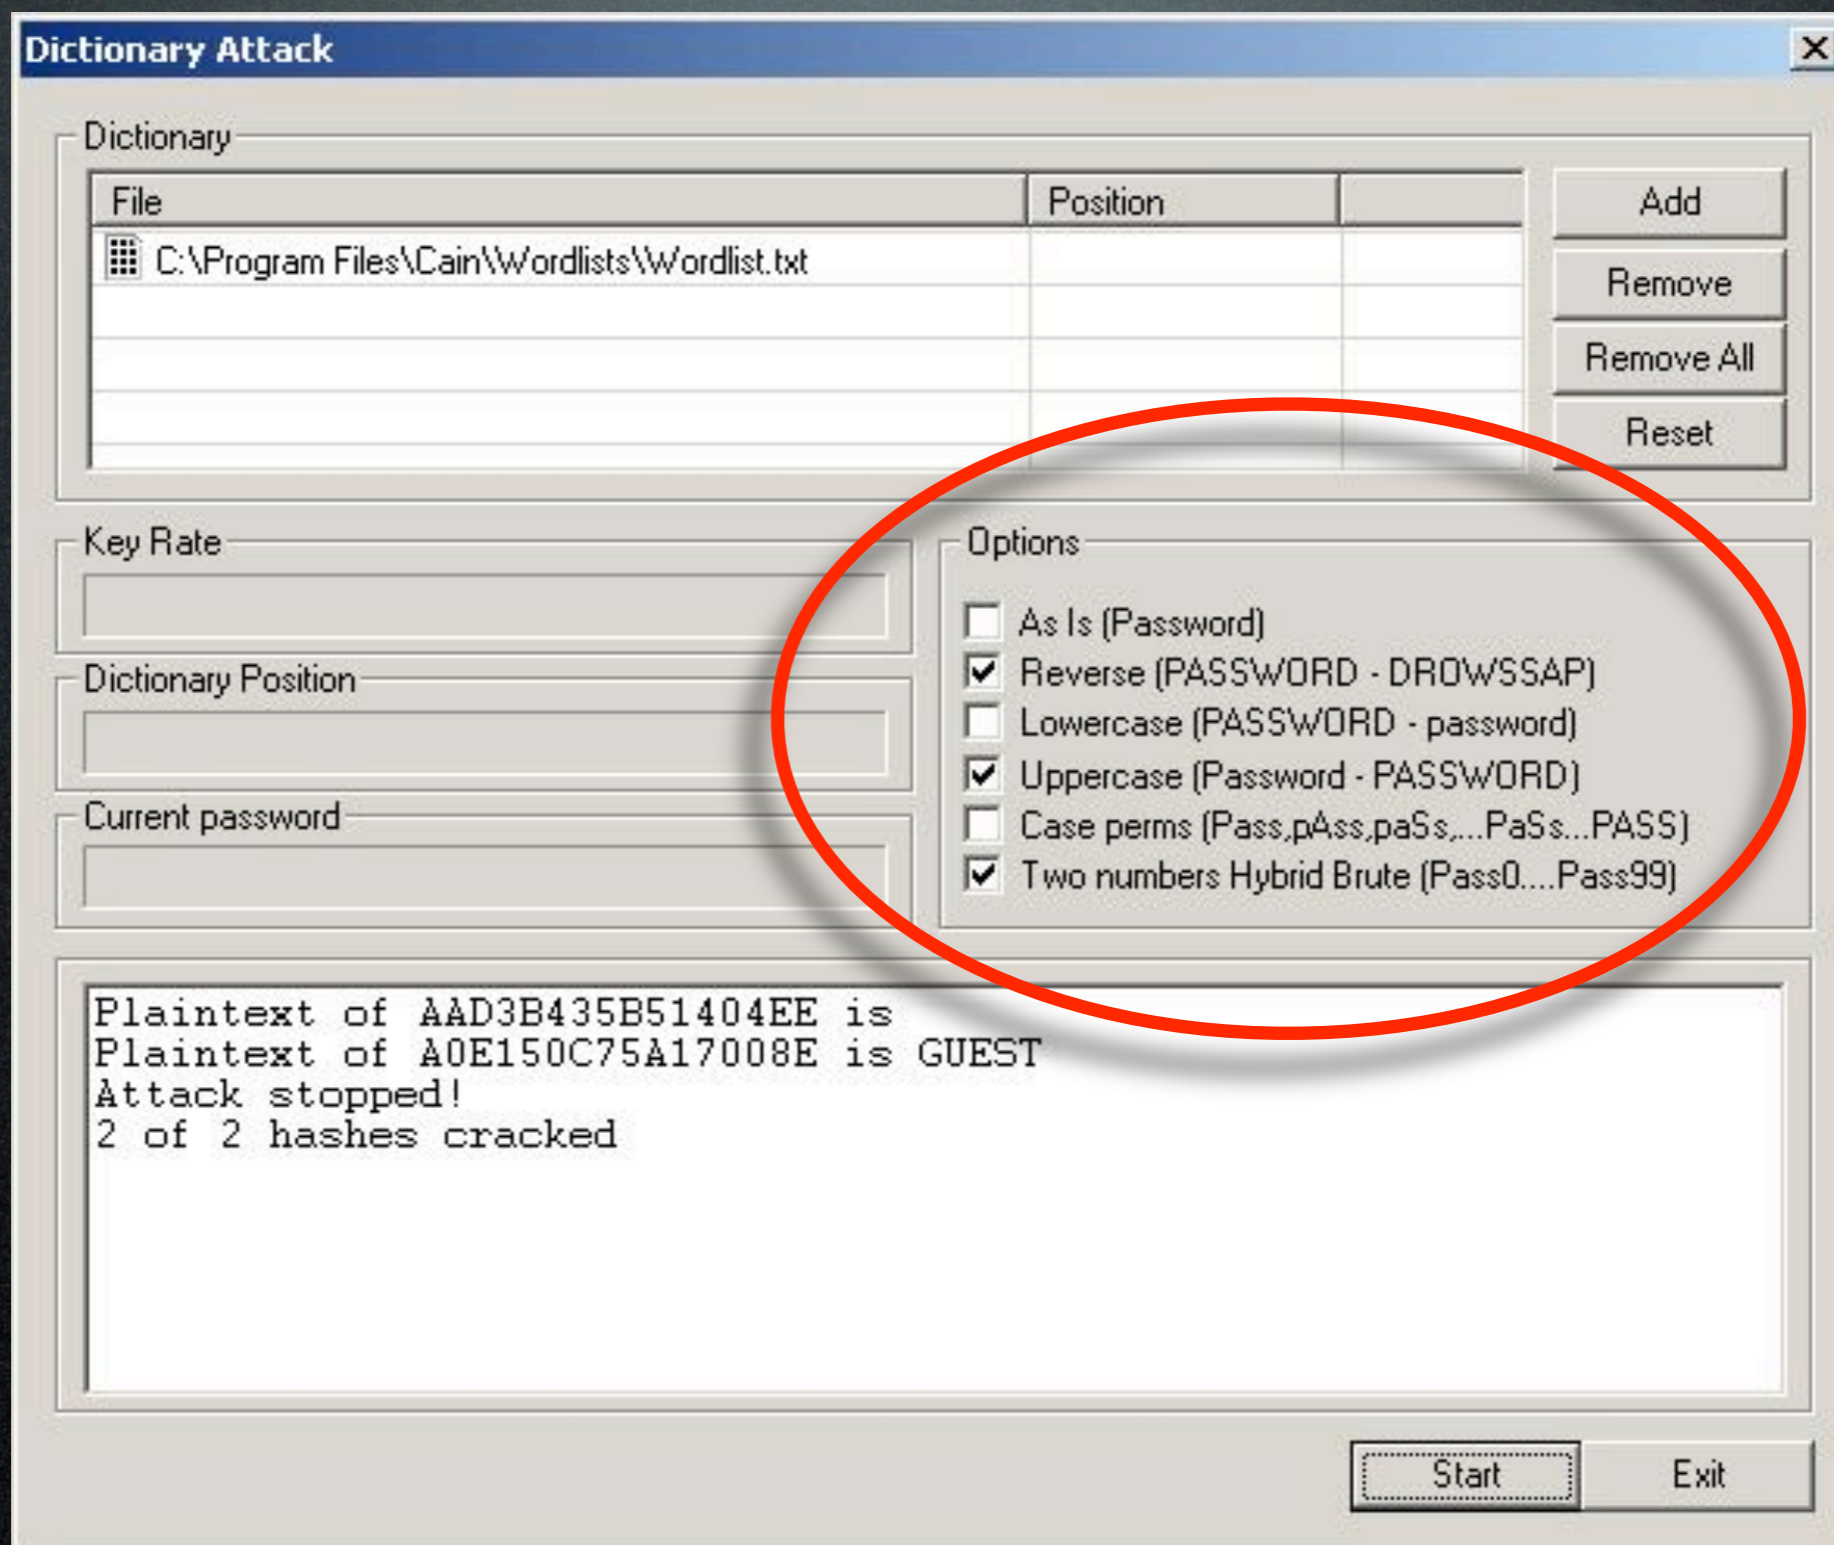 Dictionary Attack
Dictionary
File Position
C:\Program Files\Cain\Wordlists\Wordlist.txt
Add
Remove
Remove All
Reset
Key Rate
Dictionary Position
Current password
Options
As Is (Password)
Reverse (PASSWORD - DROWSSAP)
Lowercase (PASSWORD - password)
Uppercase (Password - PASSWORD)
Case perms (Pass,pAss,paSs,...PaSs...PASS)
Two numbers Hybrid Brute (Pass0....Pass99)
Plaintext of AAD3B435B51404EE is
Plaintext of A0E150C75A17008E is GUEST
Attack stopped!
2 of 2 hashes cracked
Start Exit